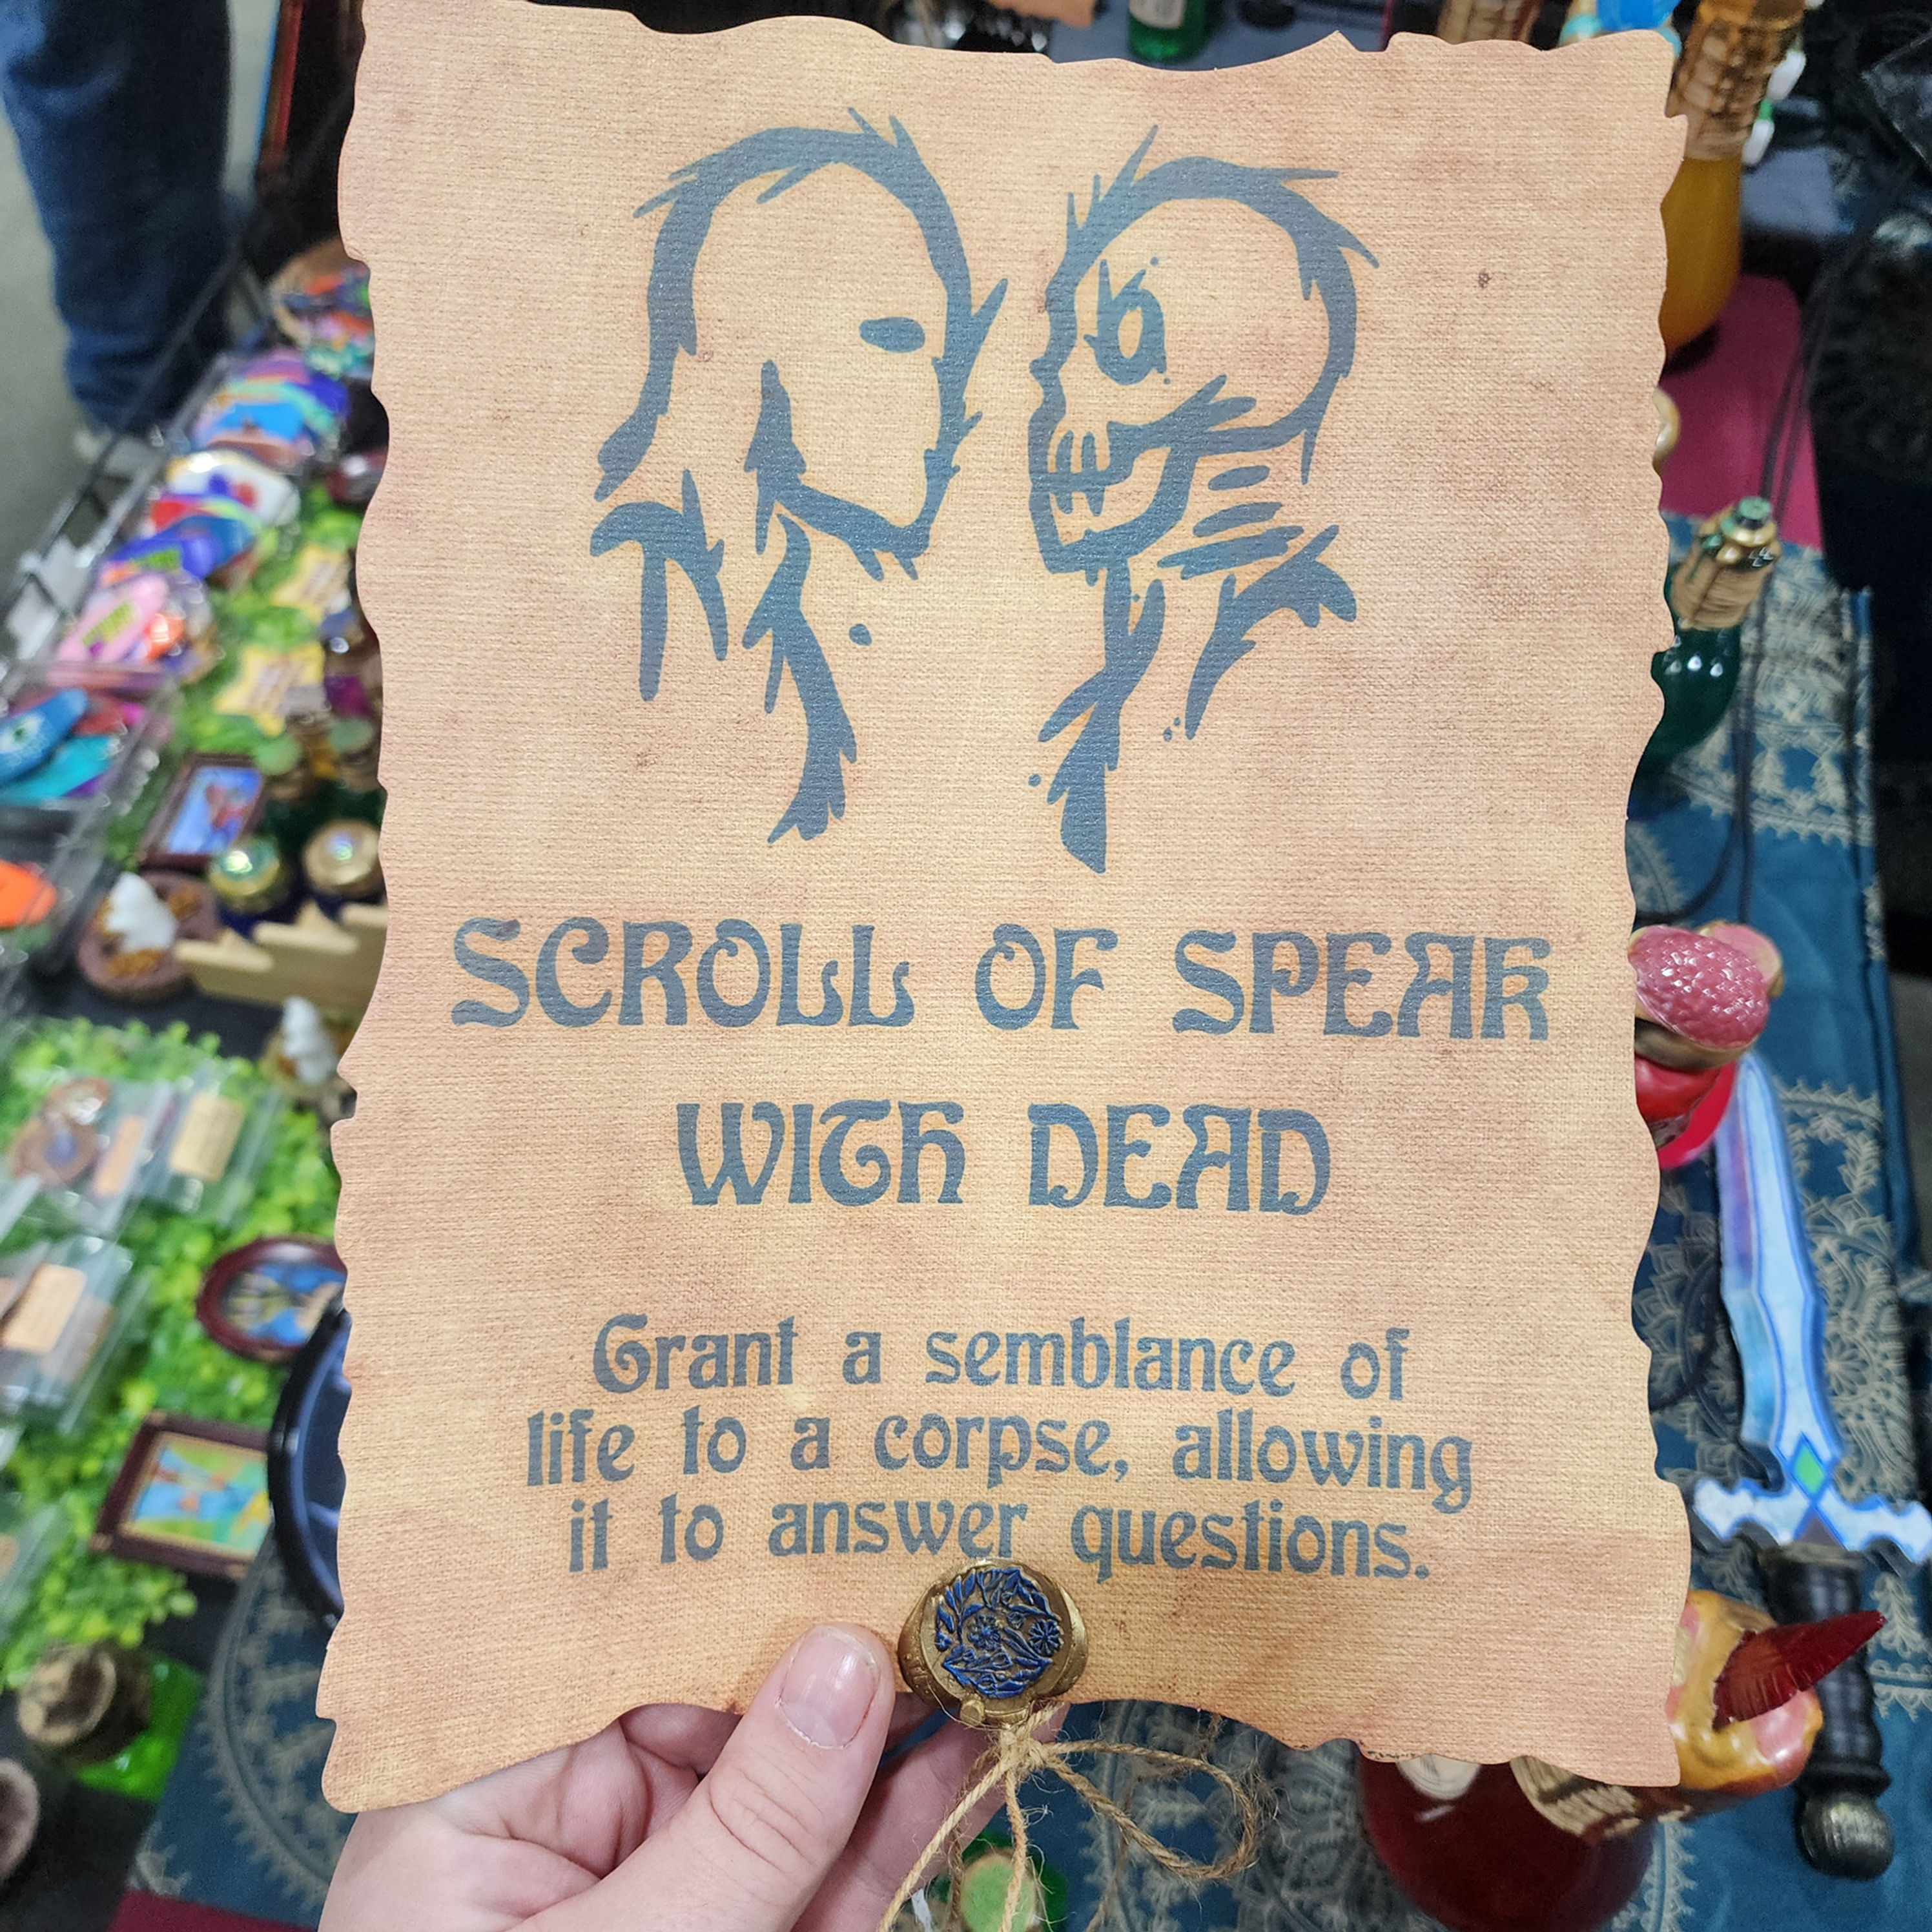 SCROLL OF SPEAK
WITH DEAD
Grant a semblance of
life to a corpse, allowing
it to answer questions.